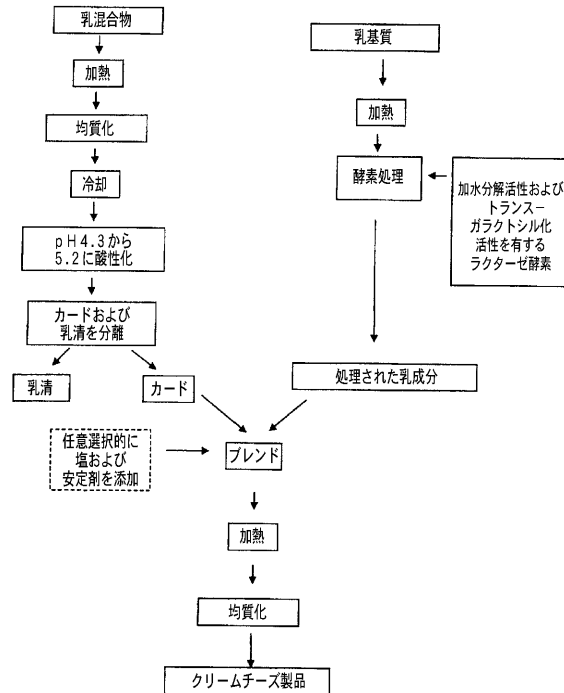 乳混合物
加熱
均質化
冷却
pH4.3から
5.2に酸性化
カードおよび
乳清を分離
乳清
カード
乳基質
加熱
酵素処理
加水分解活性および
トランス−
ガラクトシル化
活性を有する
ラクターゼ酵素
処理された乳成分
任意選択的に
塩および
安定剤を添加
ブレンド
加熱
均質化
クリームチーズ製品